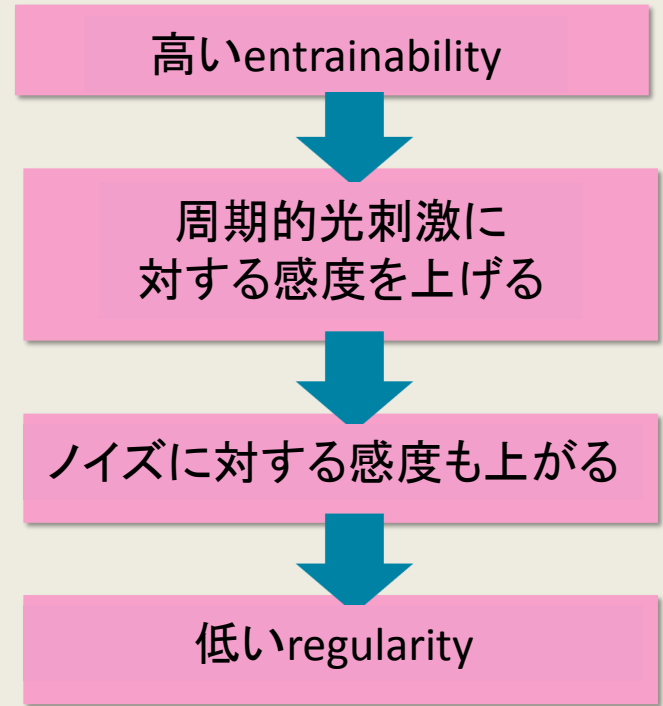 高いentrainability
周期的光刺激に
対する感度を上げる
ノイズに対する感度も上がる
低いregularity